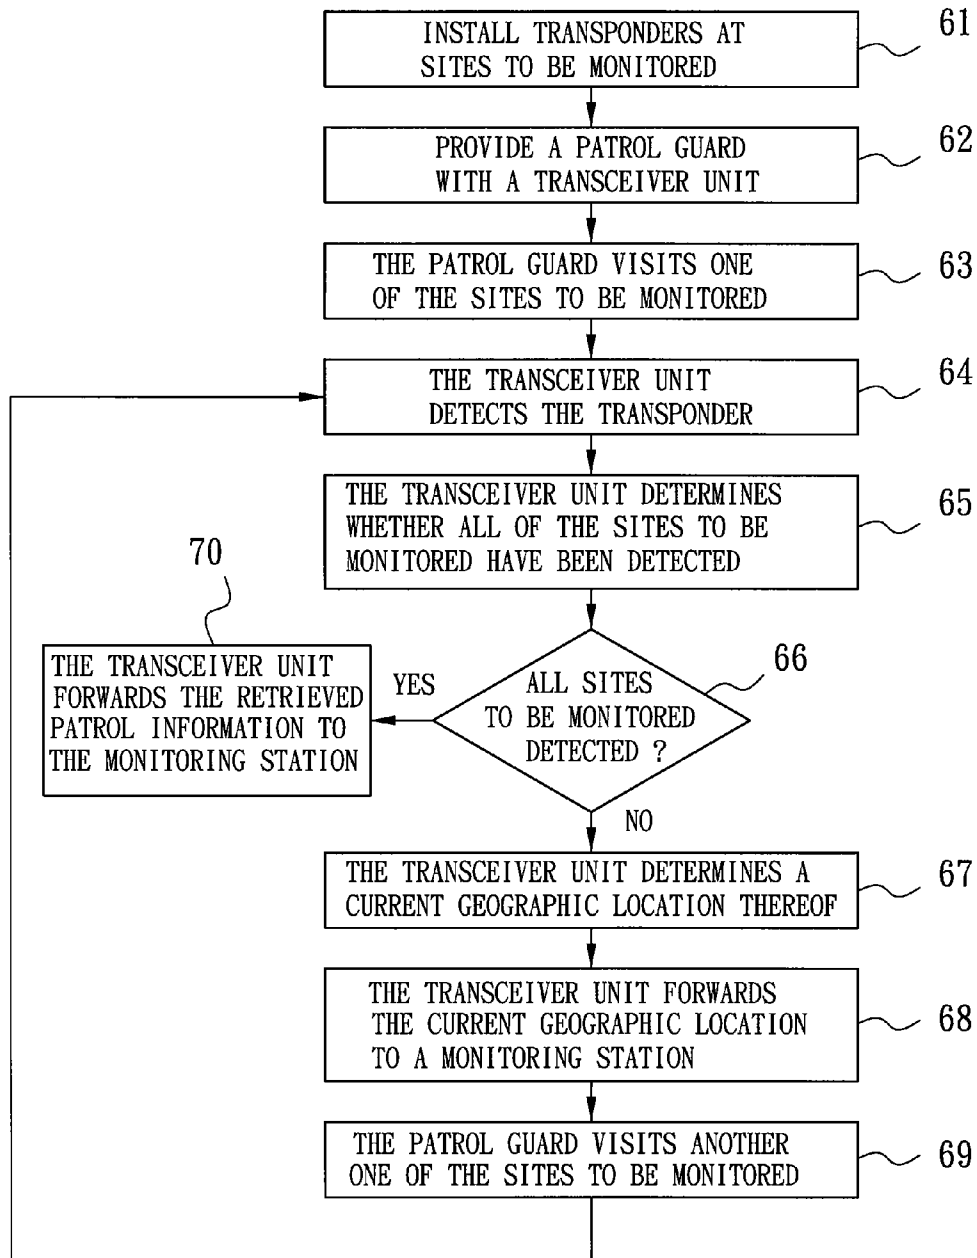 61
INSTALL TRANSPONDERS AT
SITES TO BE MONITORED
62
PROVIDE A PATROL GUARD
WITH A TRANSCEIVER UNIT
63
THE PATROL GUARD VISITS ONE
OF THE SITES TO BE MONITORED
64
THE TRANSCEIVER UNIT
DETECTS THE TRANSPONDER
65
THE TRANSCEIVER UNIT DETERMINES
WHETHER ALL OF THE SITES TO BE
MONITORED HAVE BEEN DETECTED
66
ALL SITES
TO BE MONITORED
DETECTED ?
YES
70
THE TRANSCEIVER UNIT
FORWARDS THE RETRIEVED
PATROL INFORMATION TO
THE MONITORING STATION
NO
67
THE TRANSCEIVER UNIT DETERMINES A
CURRENT GEOGRAPHIC LOCATION THEREOF
68
THE TRANSCEIVER UNIT FORWARDS
THE CURRENT GEOGRAPHIC LOCATION
TO A MONITORING STATION
69
THE PATROL GUARD VISITS ANOTHER
ONE OF THE SITES TO BE MONITORED